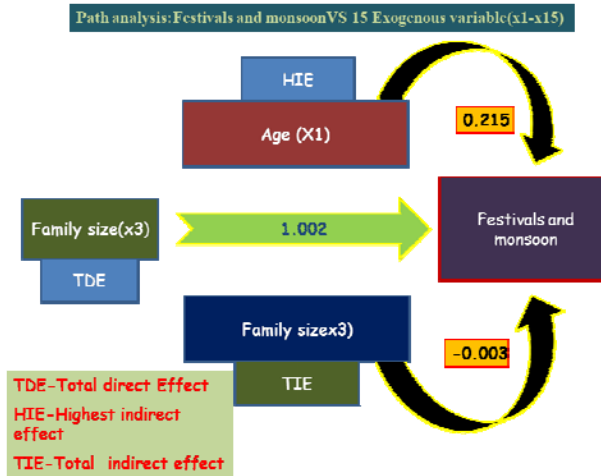 Path analysis:Festivals and monsoonVS 15 Exogenous variable(x1-x15)
HIE
Age (X1)
0.215
Family size(x3)
1.002
Festivals and
monsoon
TDE
Family sizex3)
-0.003
TIE
TDE-Total direct Effect
HIE-Highest indirect
effect
TIE-Total indirect effect